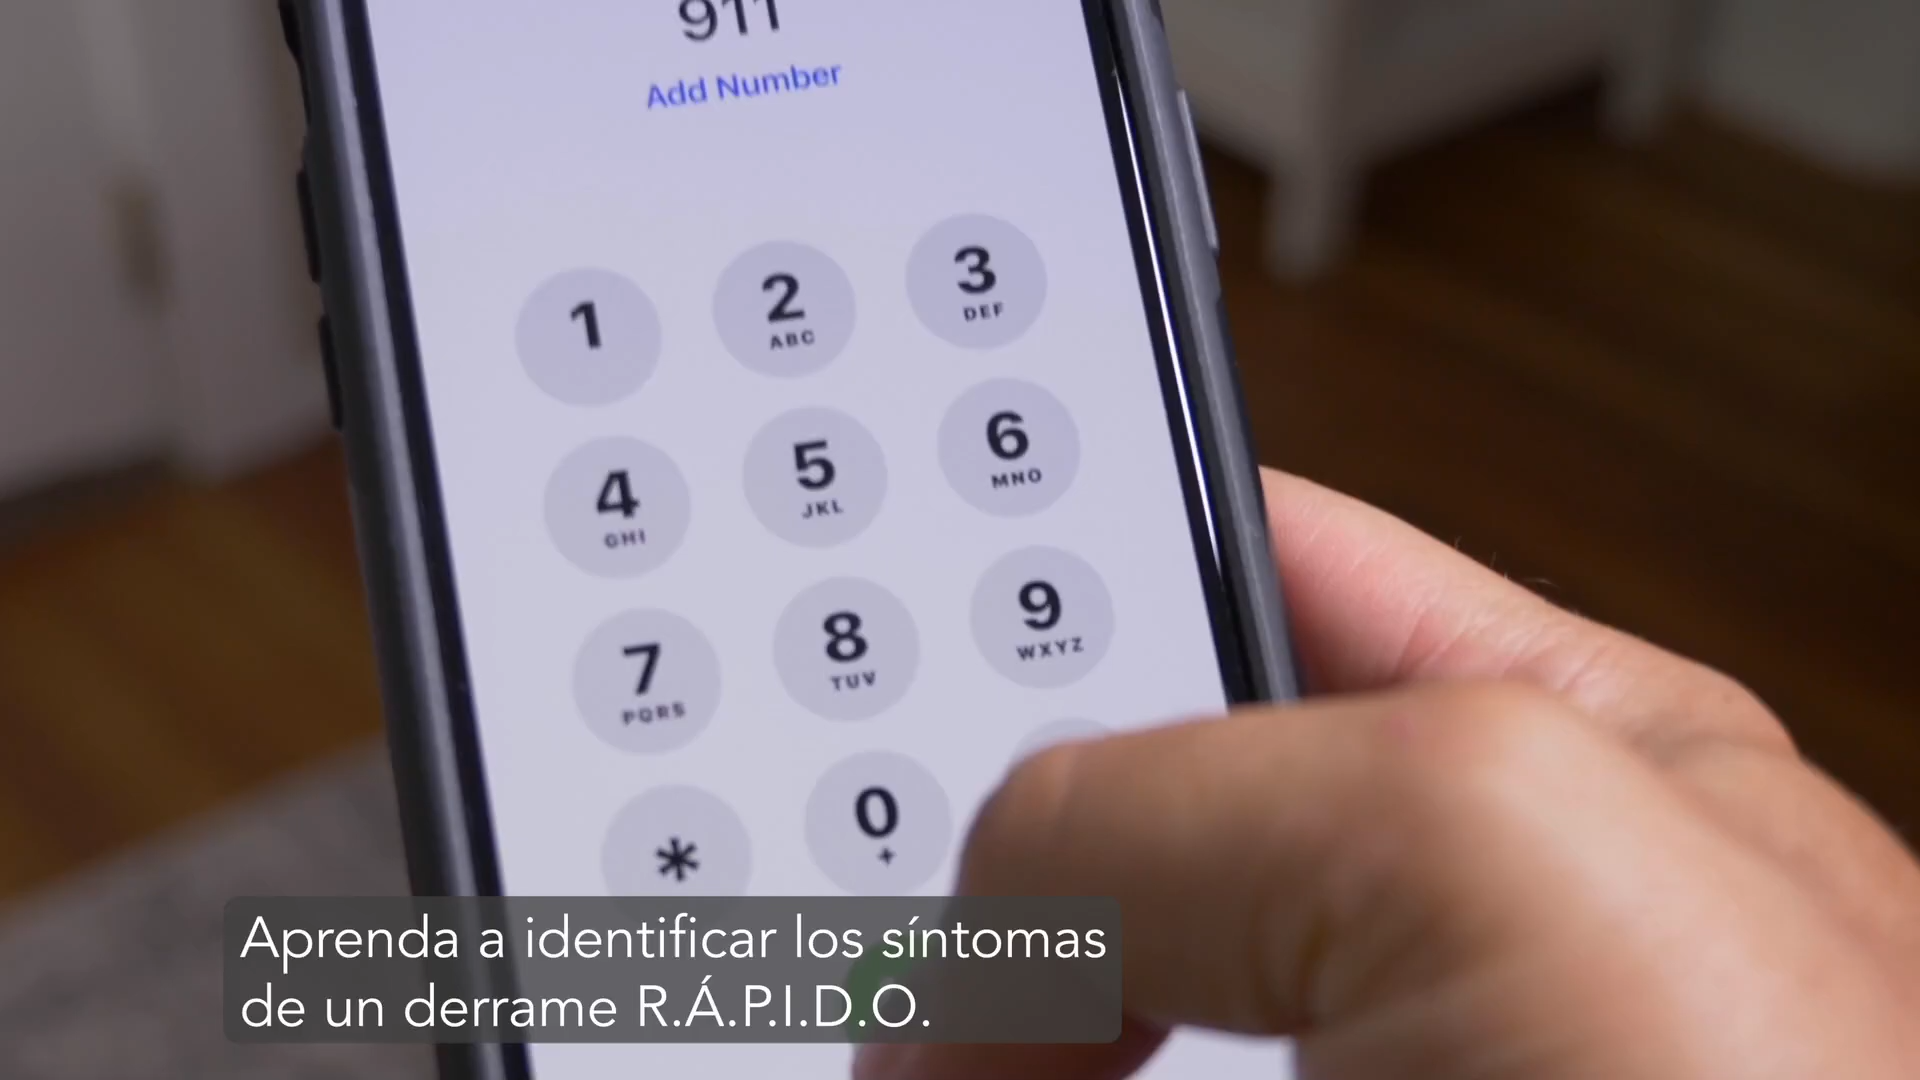 911
Add Number
1
2
ABC
3
DEF
4
GHI
5
JKL
6
MNO
7
PQRS
8
TUV
9
WXYZ
*
0
+
Aprenda a identificar los síntomas
de un derrame R.Á.P.I.D.O.